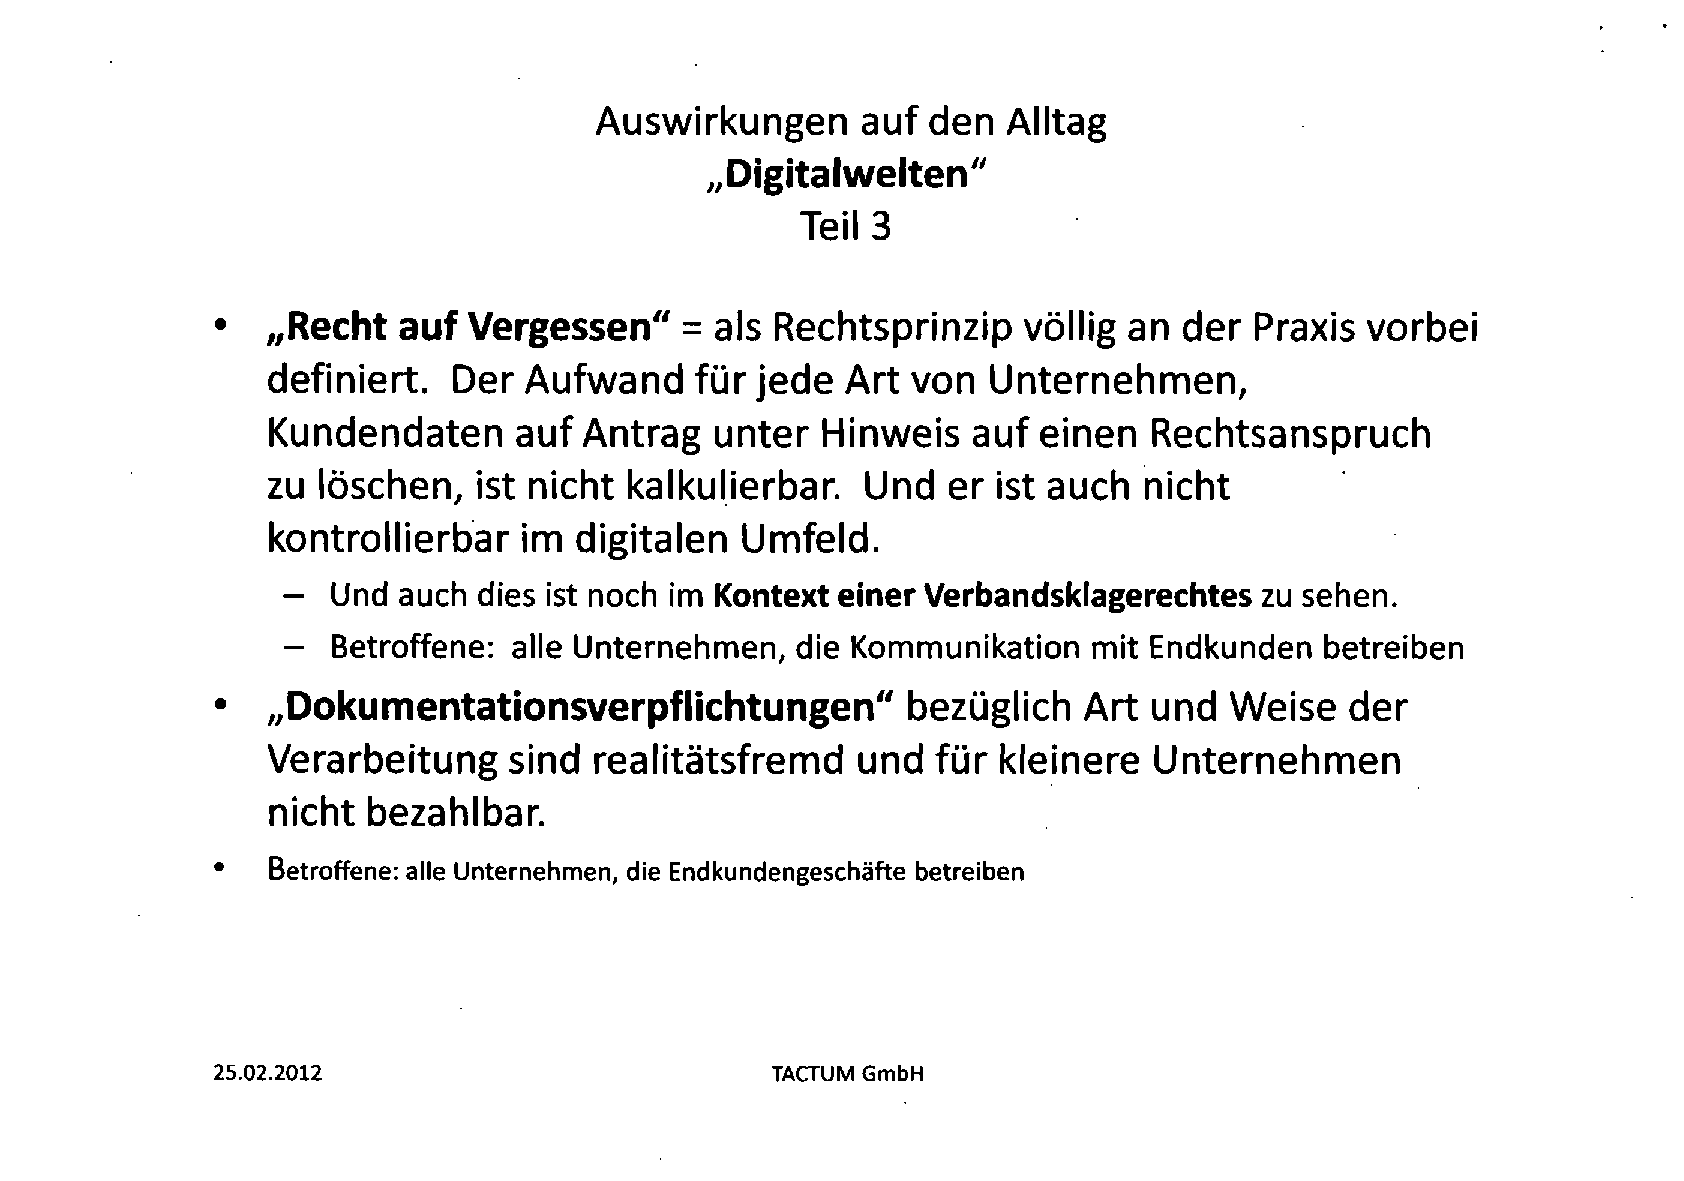 Auswirkungen auf den Alltag
„Digitalwelten“
Teil 3
• „Recht auf Vergessen“ = als Rechtsprinzip völlig an der Praxis vorbei
definiert. Der Aufwand für jede Art von Unternehmen,
Kundendaten auf Antrag unter Hinweis auf einen Rechtsanspruch
zu löschen, ist nicht kalkulierbar. Und er ist auch nicht
kontrollierbar im digitalen Umfeld.
– Und auch dies ist noch im Kontext einer Verbandsklagerechtes zu sehen.
– Betroffene: alle Unternehmen, die Kommunikation mit Endkunden betreiben
• „Dokumentationsverpflichtungen“ bezüglich Art und Weise der
Verarbeitung sind realitätsfremd und für kleinere Unternehmen
nicht bezahlbar.
• Betroffene: alle Unternehmen, die Endkundengeschäfte betreiben
25.02.2012
TACTUM GmbH